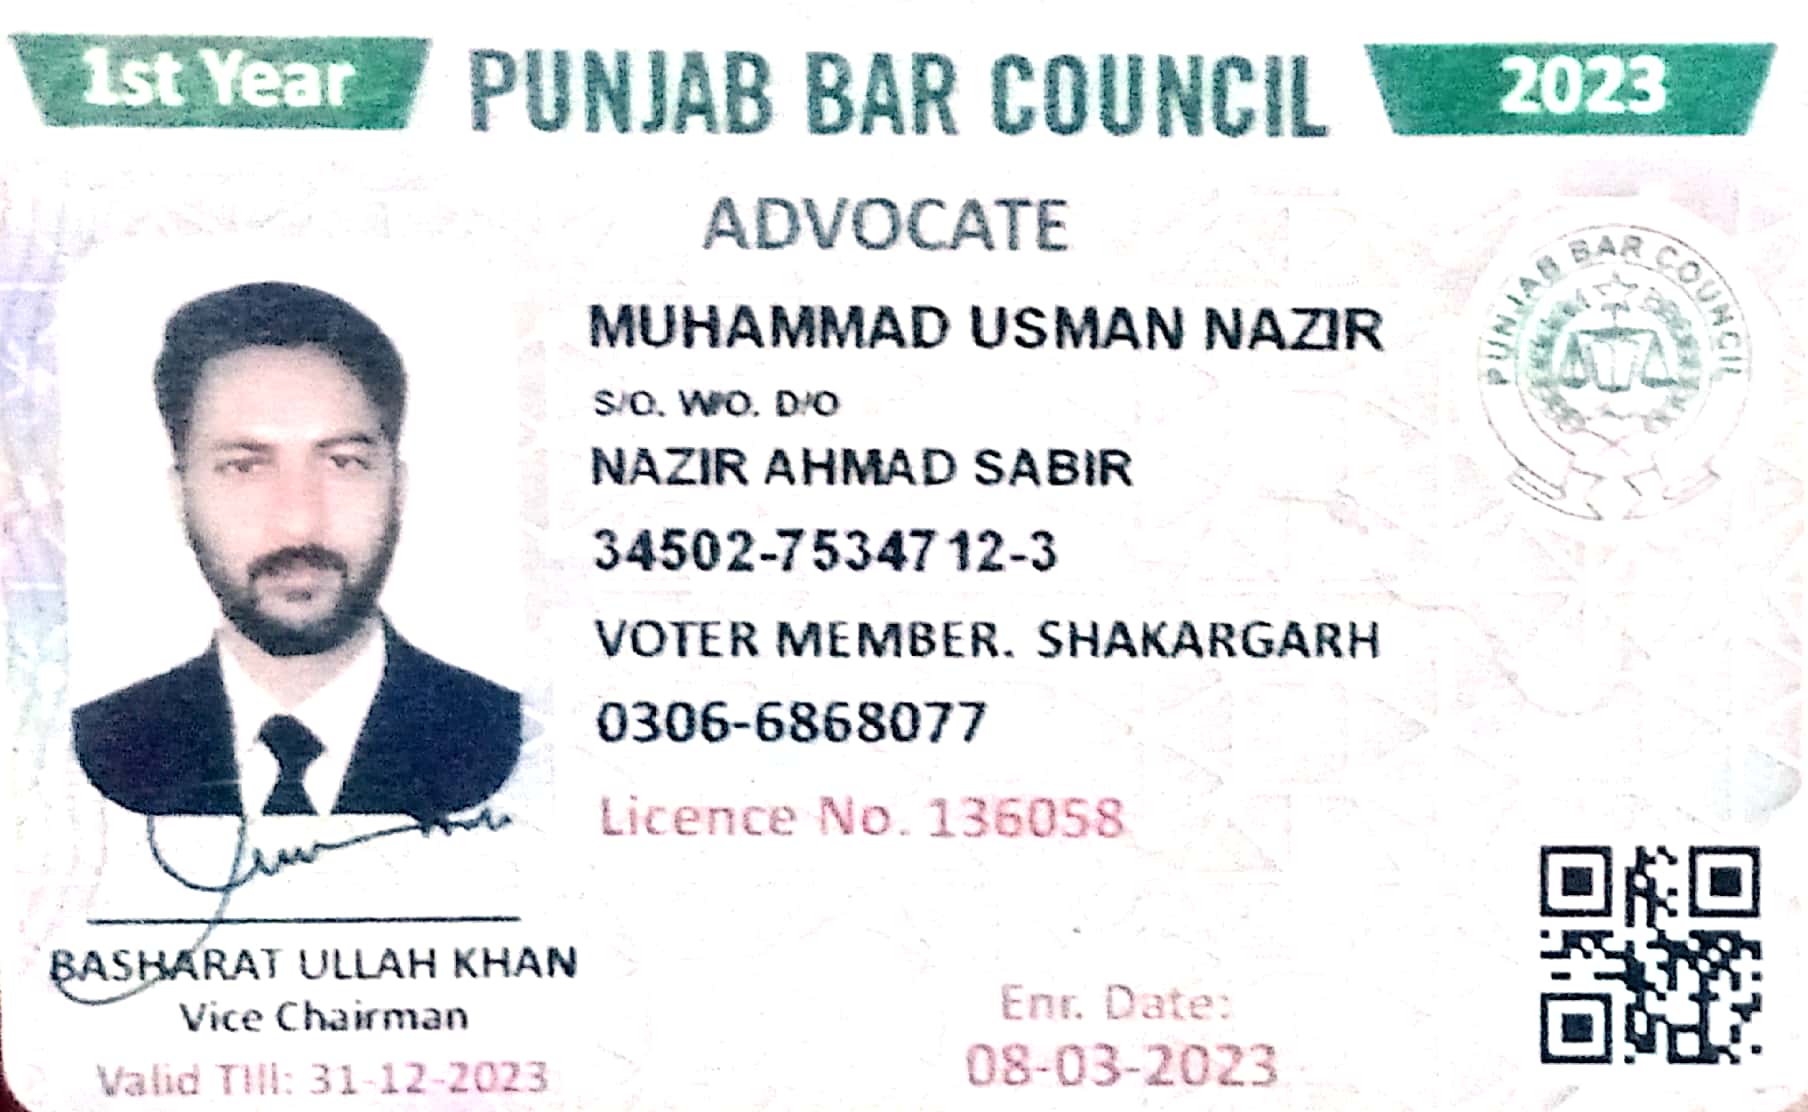 1st Year
PUNJAB BAR COUNCIL
2023
ADVOCATE
PUNJAB BAR COUNCIL
MUHAMMAD USMAN NAZIR
S/O. W/O. D/O
NAZIR AHMAD SABIR
34502-7534712-3
VOTER MEMBER. SHAKARGARH
0306-6868077
Licence No. 136058
BASHARAT ULLAH KHAN
Vice Chairman
Valid Till: 31-12-2023
Enr. Date:
08-03-2023